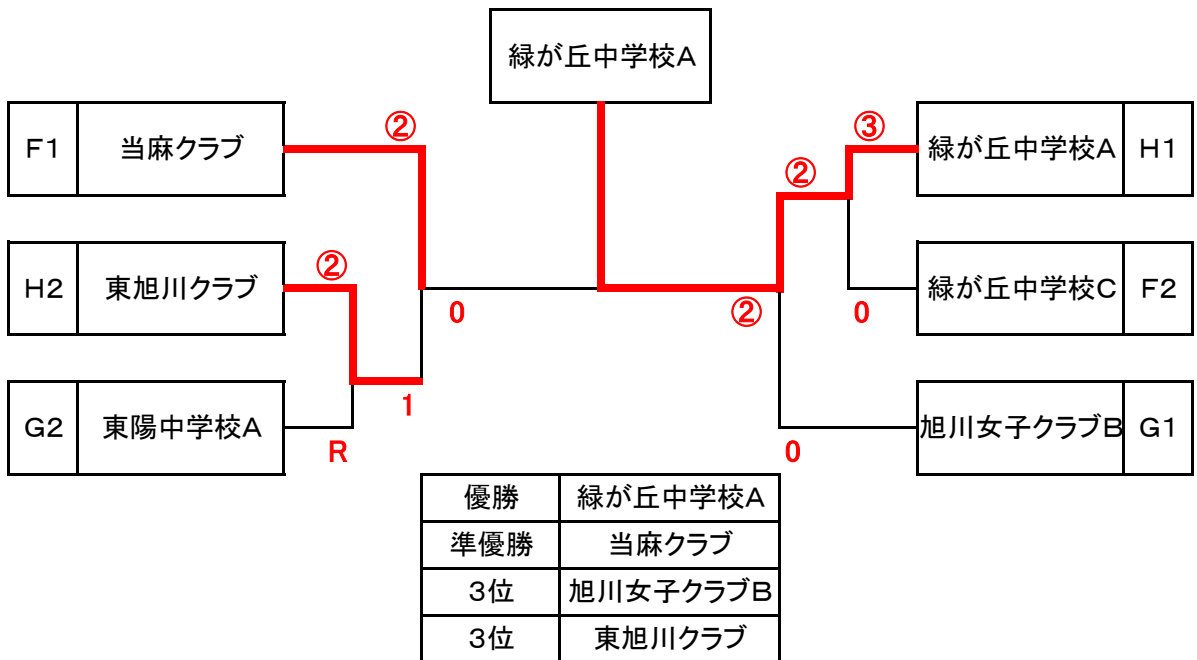 緑が丘中学校A
F1 当麻クラブ
②
③
緑が丘中学校A H1
②
H2 東旭川クラブ
②
0
②
0
緑が丘中学校C F2
G2 東陽中学校A
1
R
0
旭川女子クラブB G1
優勝 緑が丘中学校A
準優勝 当麻クラブ
3位 旭川女子クラブB
3位 東旭川クラブ